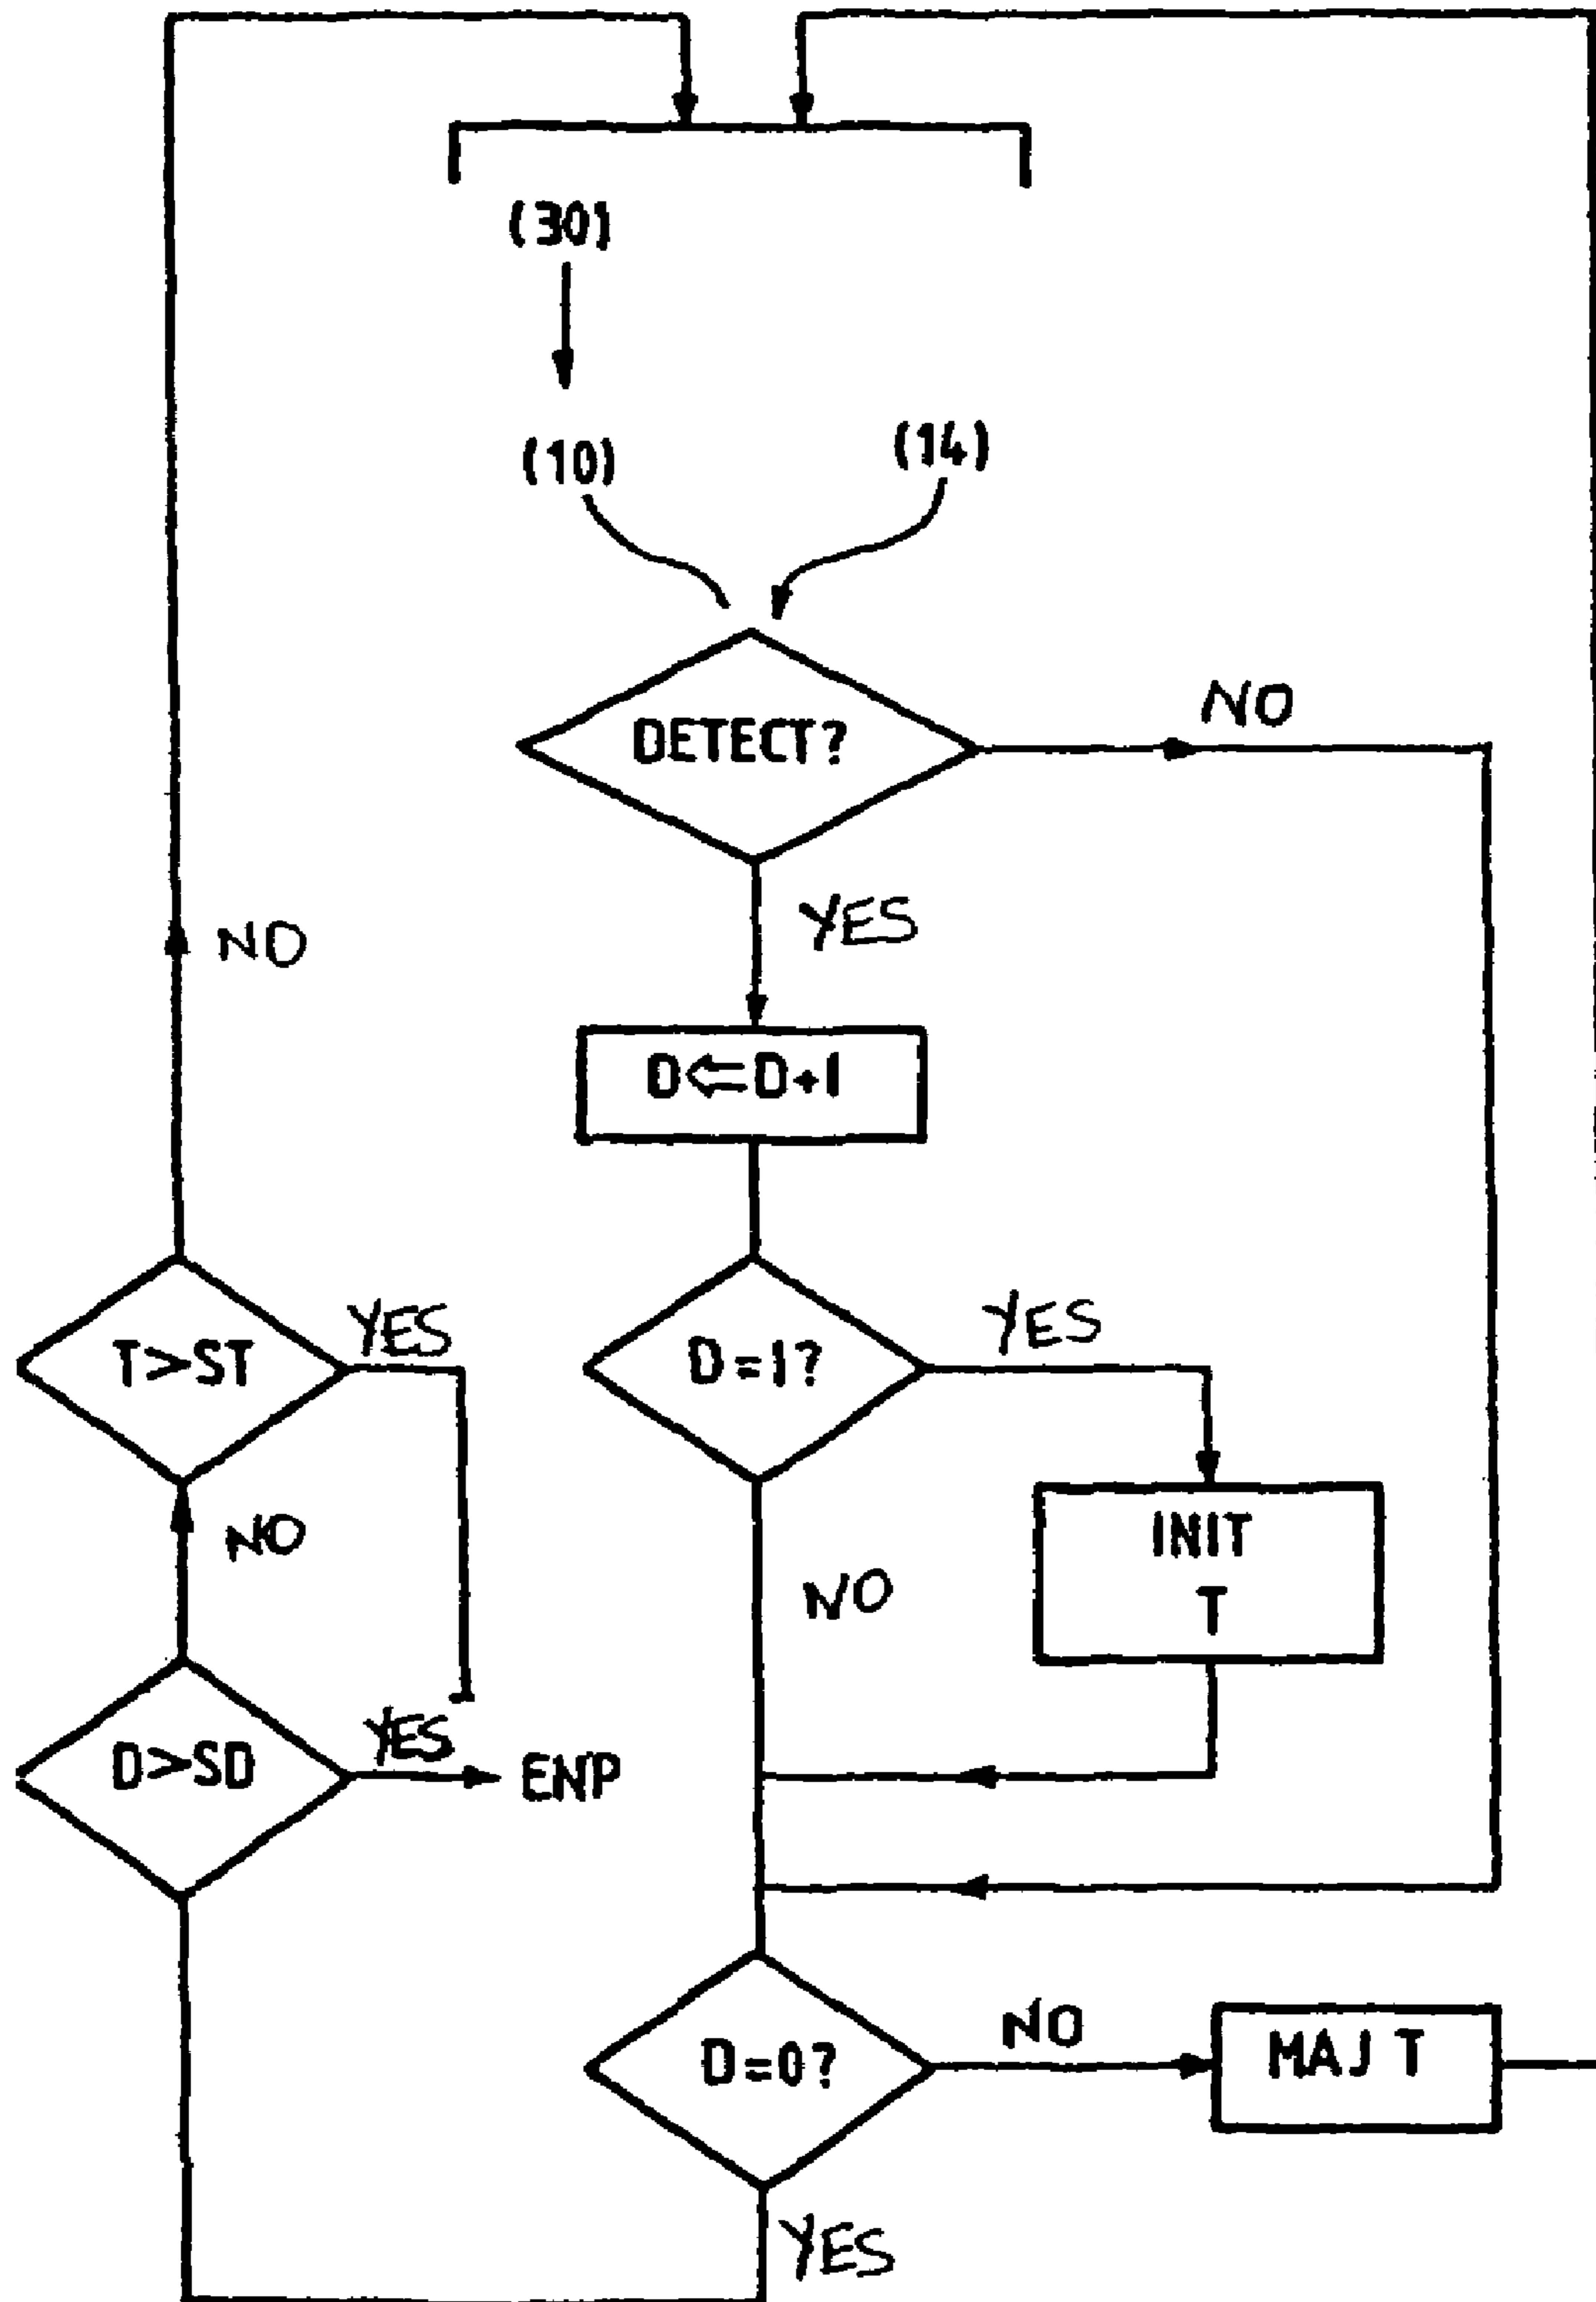 (30)
(10)
(14)
DETECT?
NO
YES
NO
D⇐D+1
T>ST
YES
D=1?
YES
NO
INIT
T
NO
D>SD
YES
ENP
D=0?
NO
MAJ T
YES